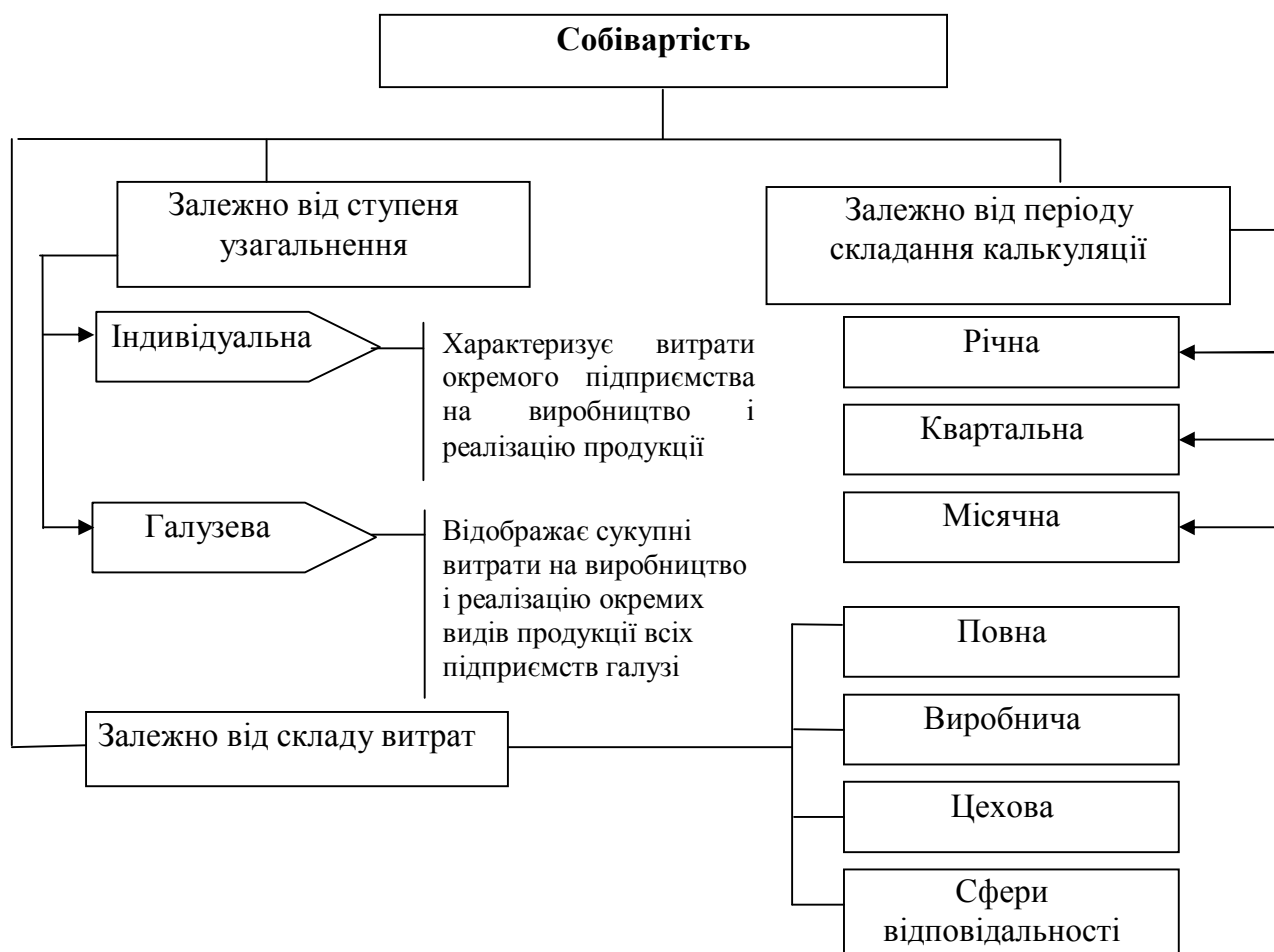 Собівартість
Залежно від ступеня
узагальнення
Залежно від періоду
складання калькуляції
Індивідуальна
Характеризує витрати
окремого підприємства
на виробництво і
реалізацію продукції
Річна
Квартальна
Місячна
Галузева
Відображає сукупні
витрати на виробництво
і реалізацію окремих
видів продукції всіх
підприємств галузі
Залежно від складу витрат
Повна
Виробнича
Цехова
Сфери
відповідальності